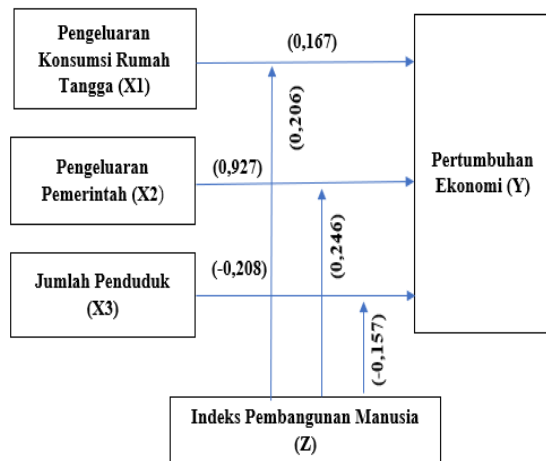 Pengeluaran
Konsumsi Rumah
Tangga (X1)
(0,167)
(0,206)
Pengeluaran
Pemerintah (X2)
(0,927)
(0,246)
Pertumbuhan
Ekonomi (Y)
Jumlah Penduduk
(X3)
(-0,208)
(-0,157)
Indeks Pembangunan Manusia
(Z)